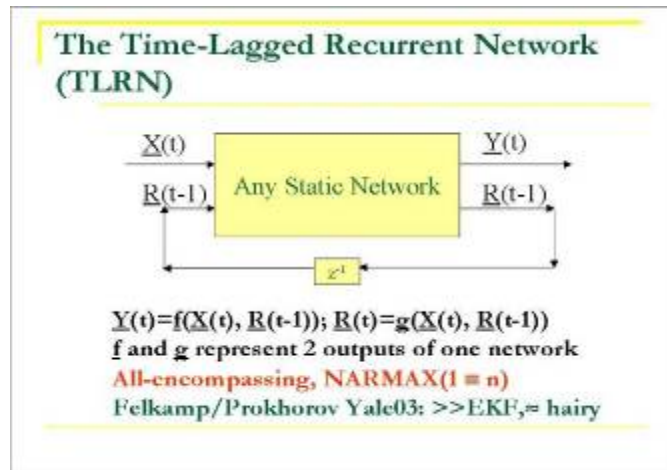 The Time-Lagged Recurrent Network
(TLRN)
X(t)
Y(t)
R(t-1)
Any Static Network
R(t-1)
z⁻¹
Y(t)=f(X(t), R(t-1)); R(t)=g(X(t), R(t-1))
f and g represent 2 outputs of one network
All-encompassing, NARMAX(1 ≡ n)
Felkamp/Prokhorov Yale03: >>EKF,≈ hairy